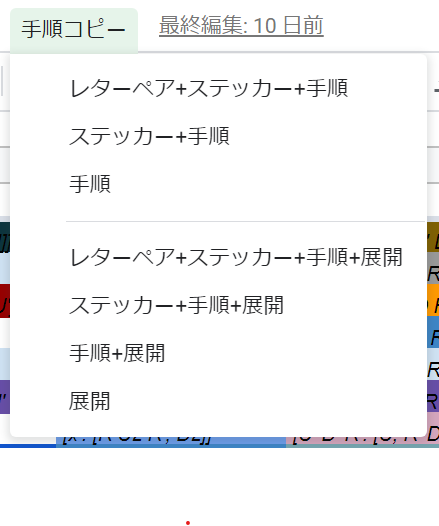 手順コピー 最終編集: 10 日前
レターペア+ステッカー+手順
ステッカー+手順
手順
レターペア+ステッカー+手順+展開
ステッカー+手順+展開
手順+展開
展開